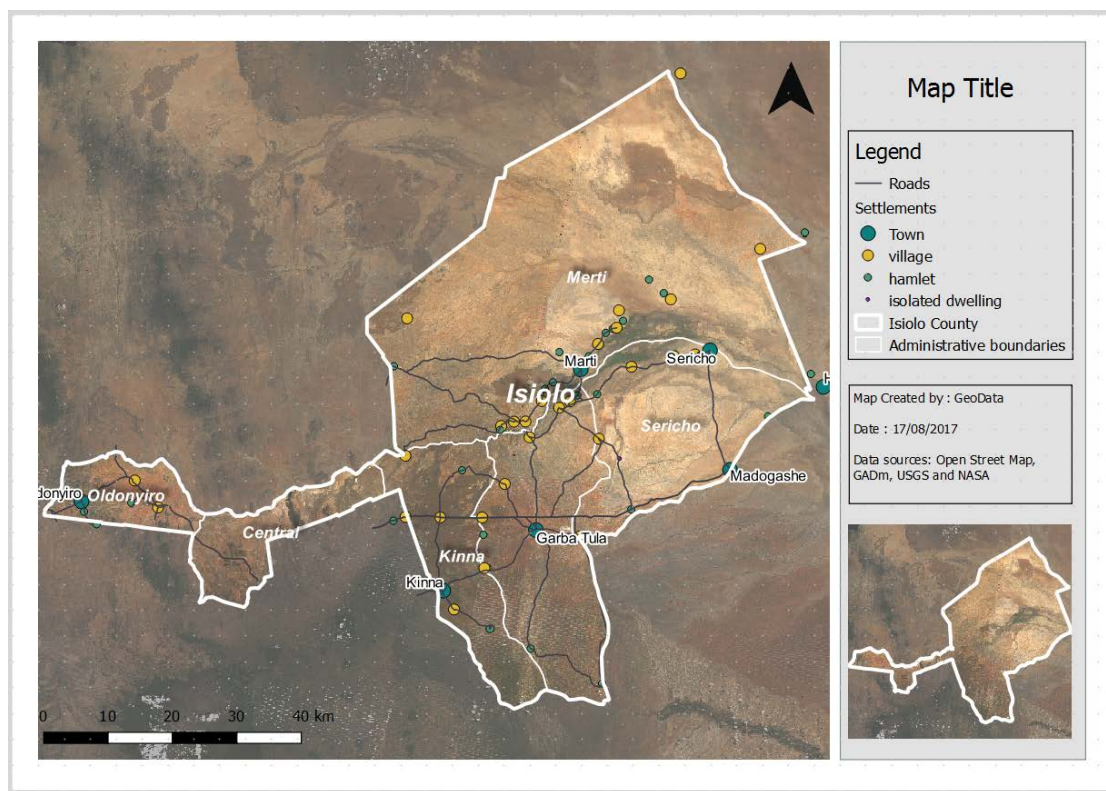 Map Title
Legend
Roads
Settlements
Town
village
hamlet
isolated dwelling
Isiolo County
Administrative boundaries
Map Created by : GeoData
Date : 17/08/2017
Data sources: Open Street Map,
GADm, USGS and NASA
Merti
Marti
Sericho
Isiolo
Sericho
Madogashe
donyiro
Oldonyiro
Central
Garba Tula
Kinna
Kinna
H
0 10 20 30 40 km